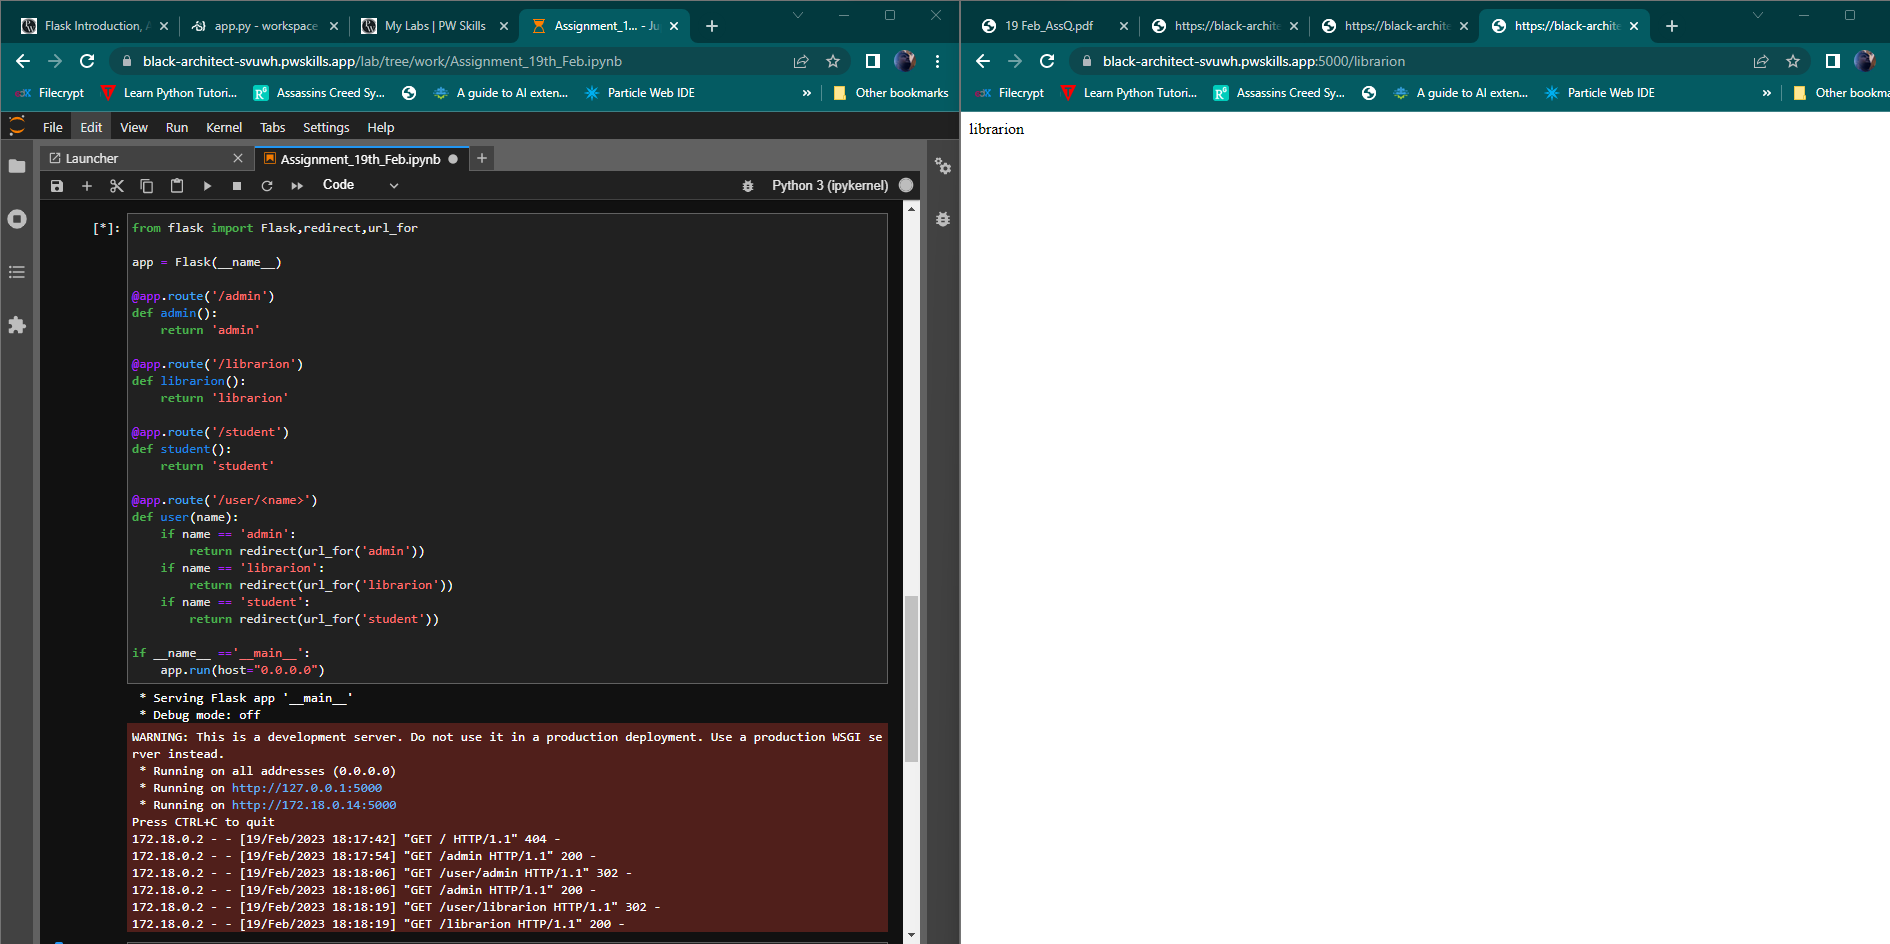 Flask Introduction, A
app.py - workspace
My Labs | PW Skills
Assignment_1... - Ju
black-architect-svuwh.pwskills.app/lab/tree/work/Assignment_19th_Feb.ipynb
Filecrypt
Learn Python Tutori...
Assassins Creed Sy...
A guide to AI exten...
Particle Web IDE
»
Other bookmarks
File Edit View Run Kernel Tabs Settings Help
Launcher
Assignment_19th_Feb.ipynb
Code
Python 3 (ipykernel)
[*]:
from flask import Flask,redirect,url_for
app = Flask(__name__)
@app.route('/admin')
def admin():
    return 'admin'
@app.route('/librarion')
def librarion():
    return 'librarion'
@app.route('/student')
def student():
    return 'student'
@app.route('/user/<name>')
def user(name):
    if name == 'admin':
        return redirect(url_for('admin'))
    if name == 'librarion':
        return redirect(url_for('librarion'))
    if name == 'student':
        return redirect(url_for('student'))
if __name__ =='__main__':
    app.run(host="0.0.0.0")
* Serving Flask app '__main__'
* Debug mode: off
WARNING: This is a development server. Do not use it in a production deployment. Use a production WSGI se
rver instead.
* Running on all addresses (0.0.0.0)
* Running on http://127.0.0.1:5000
* Running on http://172.18.0.14:5000
Press CTRL+C to quit
172.18.0.2 - - [19/Feb/2023 18:17:42] "GET / HTTP/1.1" 404 -
172.18.0.2 - - [19/Feb/2023 18:17:54] "GET /admin HTTP/1.1" 200 -
172.18.0.2 - - [19/Feb/2023 18:18:06] "GET /user/admin HTTP/1.1" 302 -
172.18.0.2 - - [19/Feb/2023 18:18:06] "GET /admin HTTP/1.1" 200 -
172.18.0.2 - - [19/Feb/2023 18:18:19] "GET /user/librarion HTTP/1.1" 302 -
172.18.0.2 - - [19/Feb/2023 18:18:19] "GET /librarion HTTP/1.1" 200 -
19 Feb_AssQ.pdf
https://black-archite
https://black-archite
https://black-archite
black-architect-svuwh.pwskills.app:5000/librarion
Filecrypt
Learn Python Tutori...
Assassins Creed Sy...
A guide to AI exten...
Particle Web IDE
»
Other bookma
librarion